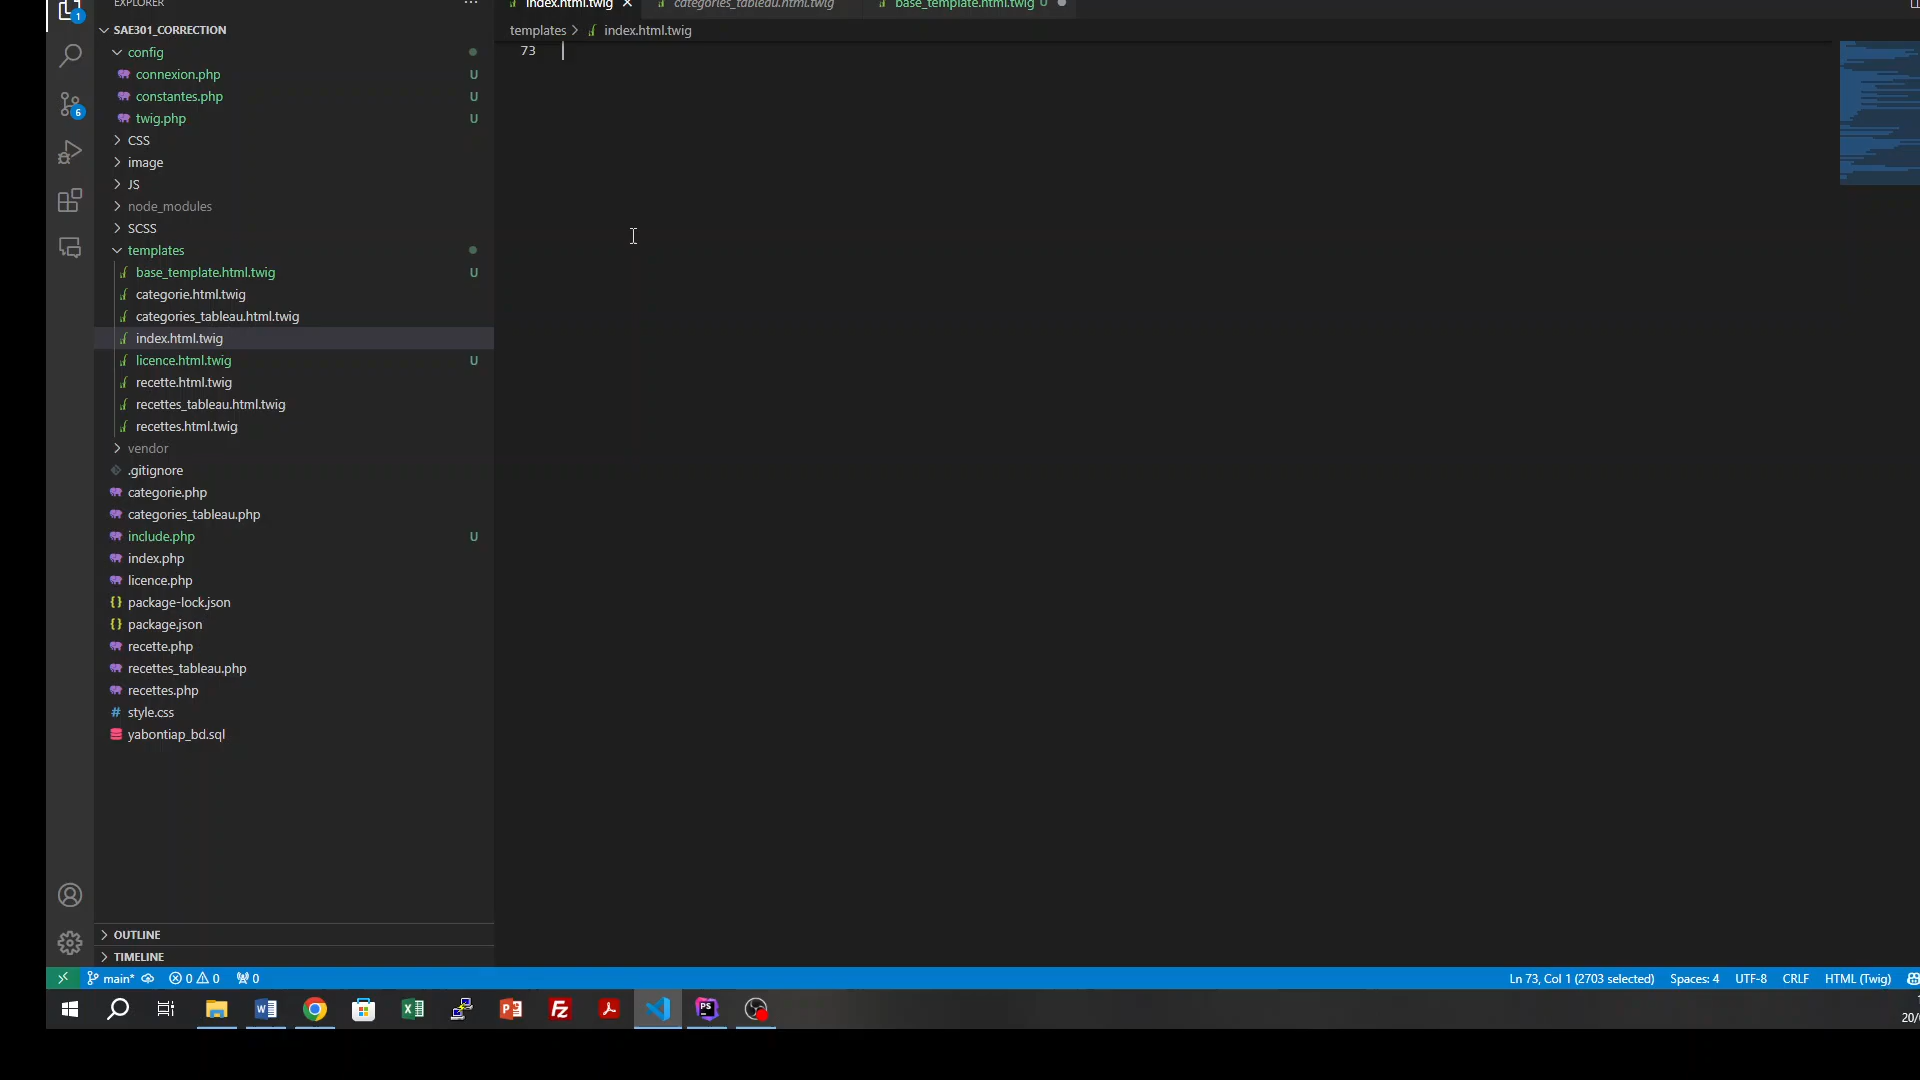 EXPLORER ···
index.html.twig categories_tableau.html.twig base_template.html.twig U
1
SAE301_CORRECTION
templates > index.html.twig
73
config
connexion.php U
constantes.php U
6
twig.php U
CSS
image
JS
node_modules
SCSS
templates
base_template.html.twig U
categorie.html.twig
categories_tableau.html.twig
index.html.twig
licence.html.twig U
recette.html.twig
recettes_tableau.html.twig
recettes.html.twig
vendor
.gitignore
categorie.php
categories_tableau.php
include.php U
index.php
licence.php
{} package-lock.json
{} package.json
recette.php
recettes_tableau.php
recettes.php
# style.css
yabontiap_bd.sql
OUTLINE
TIMELINE
main* 0 0 0 Ln 73, Col 1 (2703 selected) Spaces: 4 UTF-8 CRLF HTML (Twig)
W X P Fz PS
20/